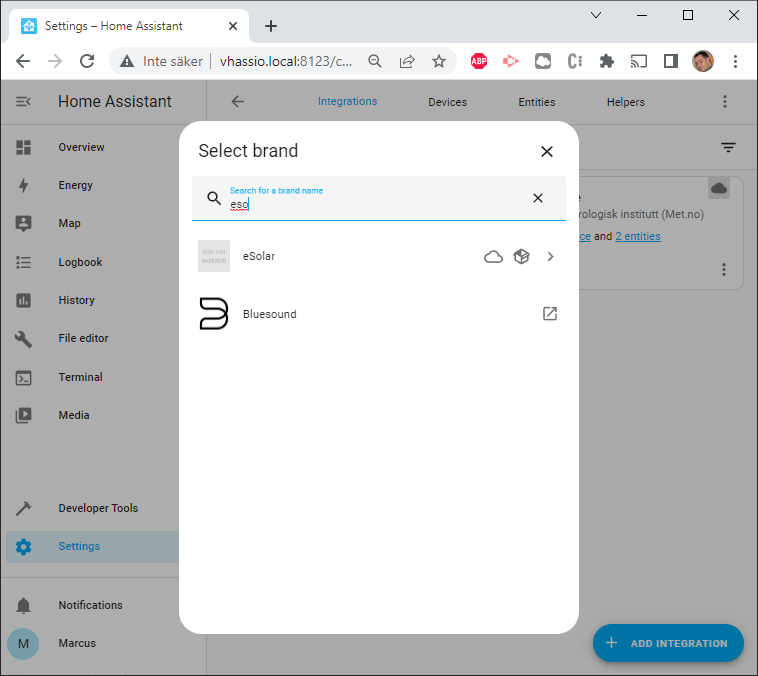 Settings – Home Assistant
Inte säker
vhassio.local:8123/c...
ABP
Home Assistant
Integrations
Devices
Entities
Helpers
Overview
Energy
Map
Logbook
History
File editor
Terminal
Media
Developer Tools
Settings
Notifications
M
Marcus
Select brand
Search for a brand name
eso
icon not
available
eSolar
Bluesound
e
rologisk institutt (Met.no)
ce and 2 entities
ADD INTEGRATION